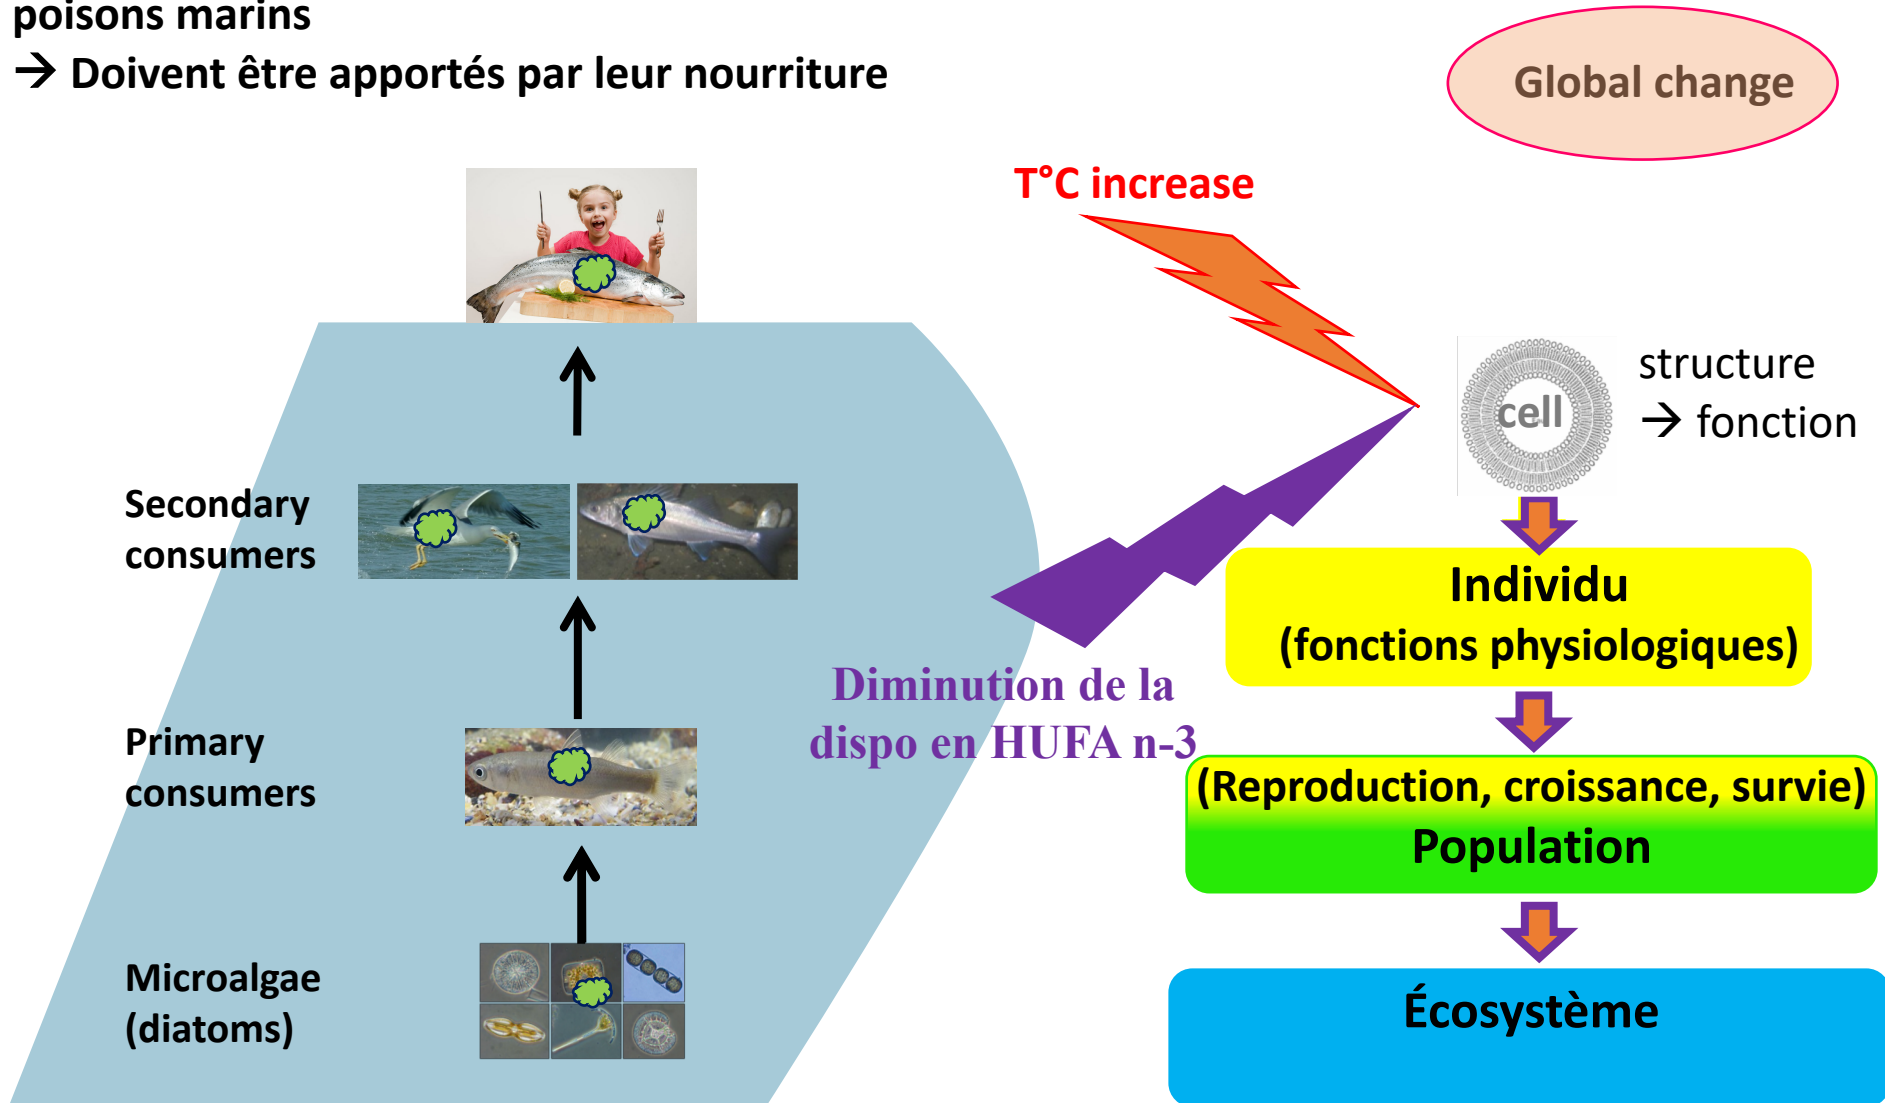 poisons marins
→ Doivent être apportés par leur nourriture
Global change
T°C increase
cell
structure
→ fonction
Secondary
consumers
Individu
(fonctions physiologiques)
Diminution de la
dispo en HUFA n-3
Primary
consumers
(Reproduction, croissance, survie)
Population
Microalgae
(diatoms)
Écosystème